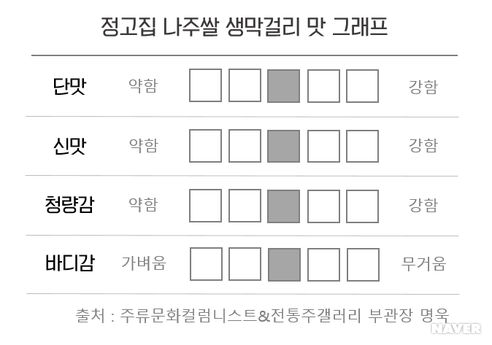 정고집 나주쌀 생막걸리 맛 그래프
단맛 약함 강함
신맛 약함 강함
청량감 약함 강함
바디감 가벼움 무거움
출처 : 주류문화컬럼니스트&전통주갤러리 부관장 명욱
NAVER